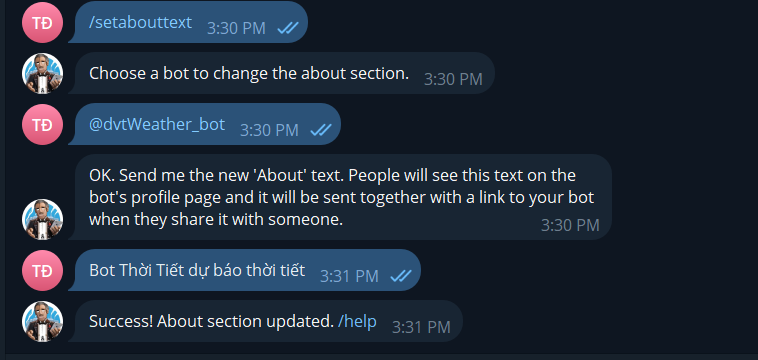 /setabouttext 3:30 PM
TĐ
Choose a bot to change the about section. 3:30 PM
@dvtWeather_bot 3:30 PM
TĐ
OK. Send me the new 'About' text. People will see this text on the
bot's profile page and it will be sent together with a link to your bot
when they share it with someone. 3:30 PM
TĐ
Bot Thời Tiết dự báo thời tiết 3:31 PM
Success! About section updated. /help 3:31 PM